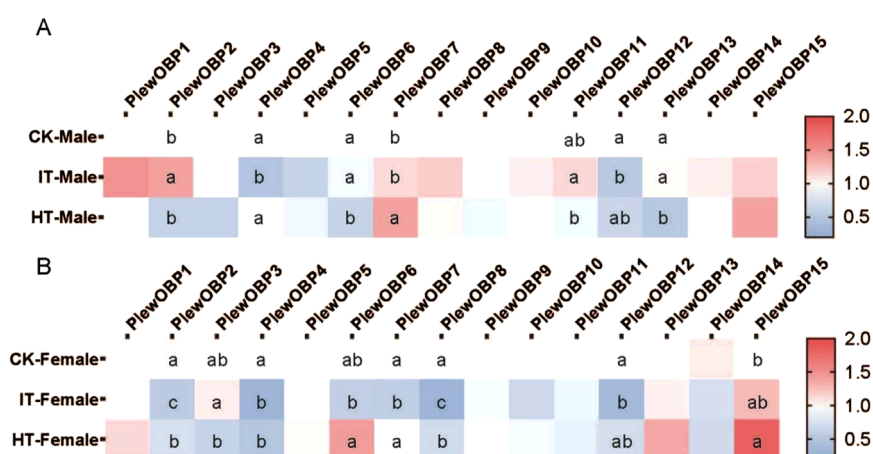 A
PlewOBP1 PlewOBP2 PlewOBP3 PlewOBP4 PlewOBP5 PlewOBP6 PlewOBP7 PlewOBP8 PlewOBP9 PlewOBP10 PlewOBP11 PlewOBP12 PlewOBP13 PlewOBP14 PlewOBP15
CK-Male b a a b ab a a
IT-Male a b a b a b a
HT-Male b a b a b ab b
2.0
1.5
1.0
0.5
B
PlewOBP1 PlewOBP2 PlewOBP3 PlewOBP4 PlewOBP5 PlewOBP6 PlewOBP7 PlewOBP8 PlewOBP9 PlewOBP10 PlewOBP11 PlewOBP12 PlewOBP13 PlewOBP14 PlewOBP15
CK-Female a ab a ab a a a b
IT-Female c a b b b c b ab
HT-Female b b b a a b ab a
2.0
1.5
1.0
0.5